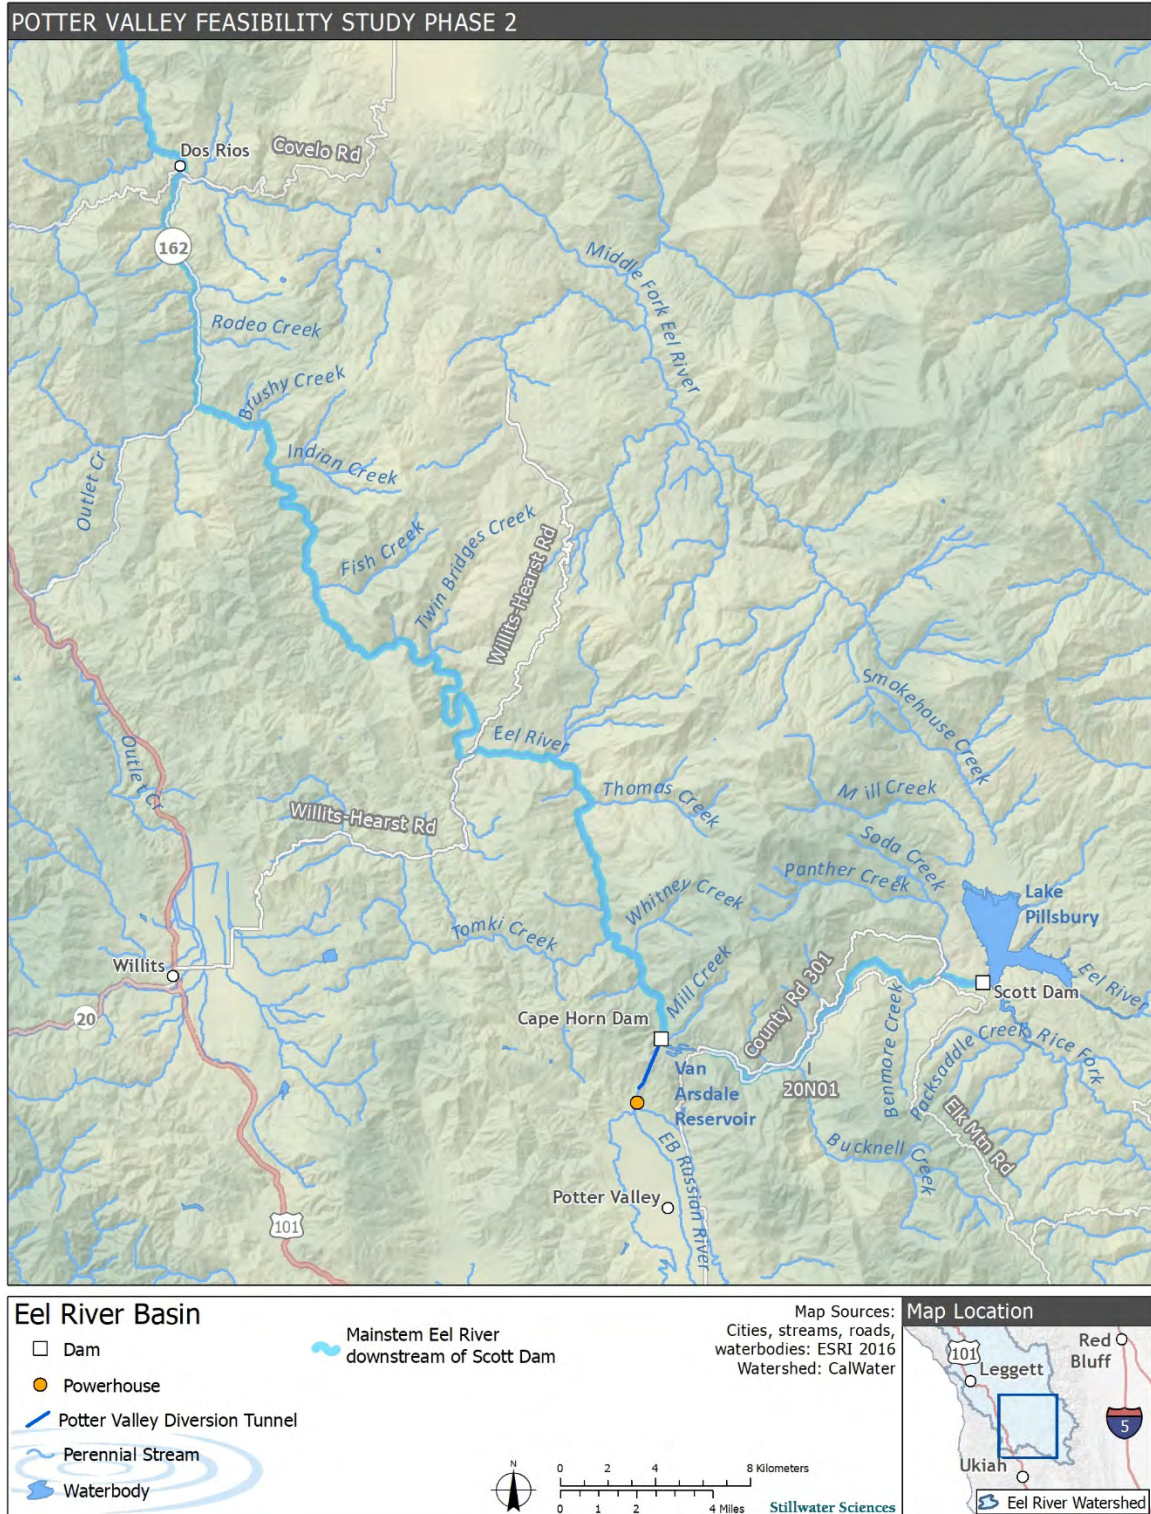 POTTER VALLEY FEASIBILITY STUDY PHASE 2
Dos Rios
Covelo Rd
162
Middle Fork Eel River
Rodeo Creek
Brushy Creek
Indian Creek
Outlet Cr
Fish Creek
Twin Bridges Creek
Willits-Hearst Rd
Smokehouse Creek
Eel River
Outlet Cr
Thomas Creek
Mill Creek
Willits-Hearst Rd
Soda Creek
Panther Creek
Lake
Pillsbury
Whitney Creek
Tomki Creek
Willits
Mill Creek
County Rd 301
Scott Dam
Eel River
20
Cape Horn Dam
Benmore Creek
Packsaddle Creek
Rice Fork
Van
Arsdale
Reservoir
20N01
Elk Mtn Rd
EB Russian River
Bucknell Creek
Potter Valley
101
Eel River Basin
Dam
Powerhouse
Potter Valley Diversion Tunnel
Perennial Stream
Waterbody
Mainstem Eel River
downstream of Scott Dam
Map Sources:
Cities, streams, roads,
waterbodies: ESRI 2016
Watershed: CalWater
N
0 2 4 8 Kilometers
0 1 2 4 Miles
Stillwater Sciences
Map Location
101
Leggett
Red
Bluff
5
Ukiah
Eel River Watershed